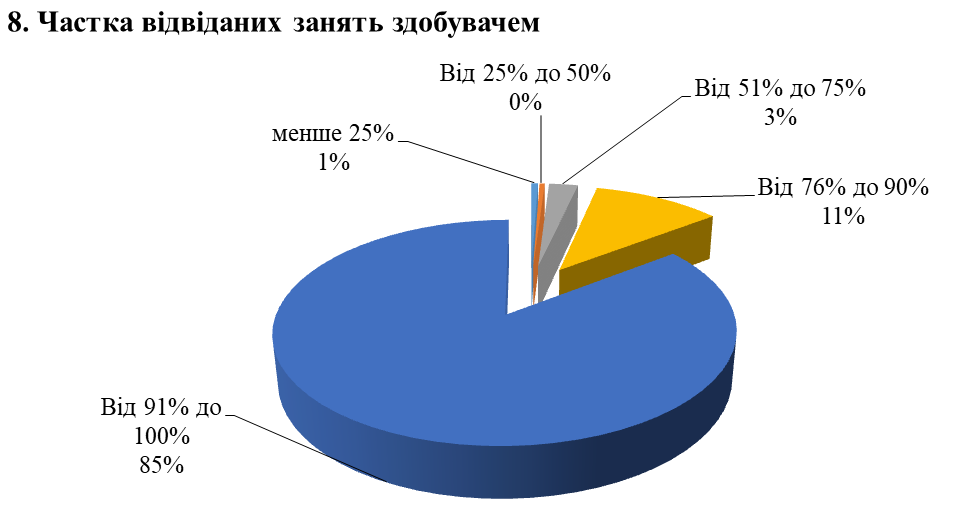 8. Частка відвіданих занять здобувачем
Від 25% до 50%
0%
Від 51% до 75%
3%
менше 25%
1%
Від 76% до 90%
11%
Від 91% до
100%
85%